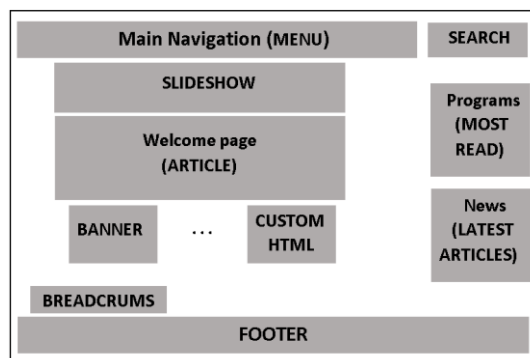 Main Navigation (MENU)
SEARCH
SLIDESHOW
Welcome page
(ARTICLE)
Programs
(MOST
READ)
BANNER
...
CUSTOM
HTML
News
(LATEST
ARTICLES)
BREADCRUMS
FOOTER